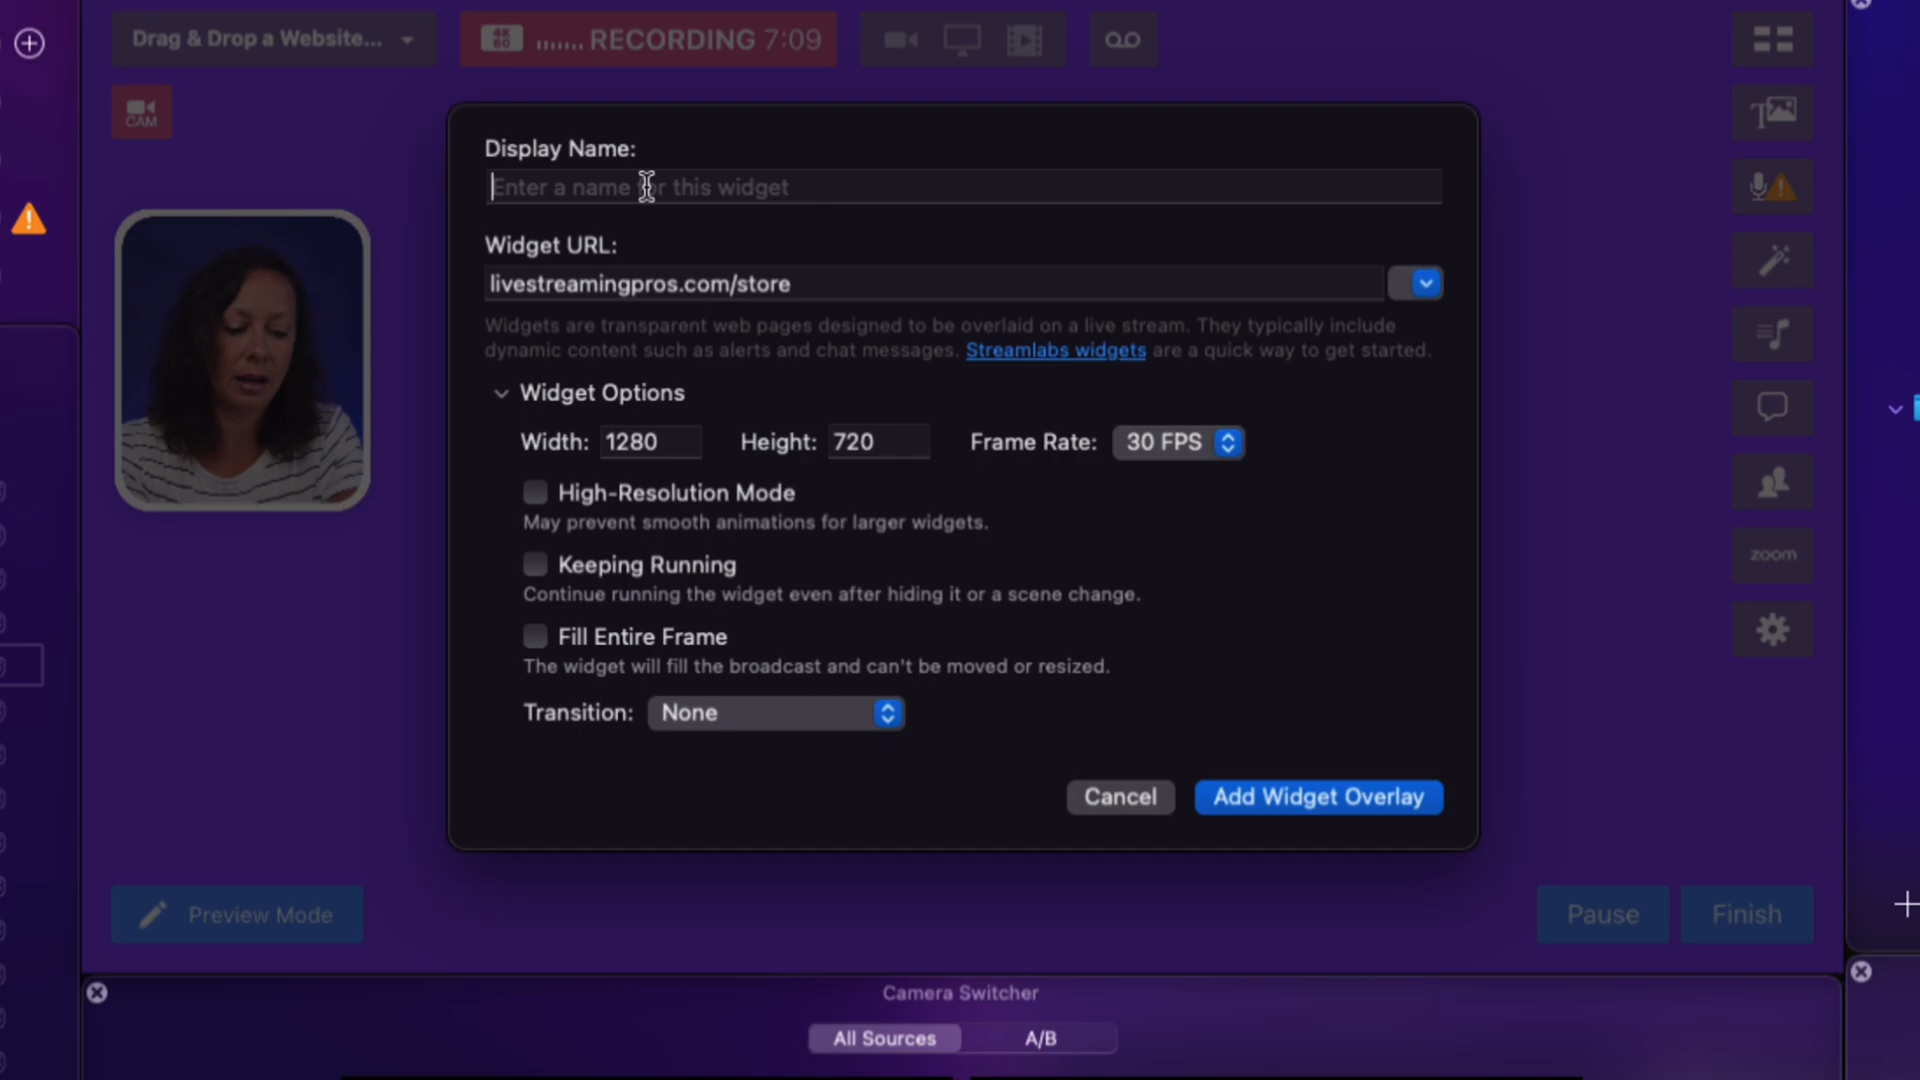 Drag & Drop a Website...
4K
60
RECORDING 7:09
CAM
Display Name:
Enter a name for this widget
Widget URL:
livestreamingpros.com/store
Widgets are transparent web pages designed to be overlaid on a live stream. They typically include
dynamic content such as alerts and chat messages. Streamlabs widgets are a quick way to get started.
Widget Options
Width: 1280 Height: 720 Frame Rate: 30 FPS
High-Resolution Mode
May prevent smooth animations for larger widgets.
Keeping Running
Continue running the widget even after hiding it or a scene change.
Fill Entire Frame
The widget will fill the broadcast and can't be moved or resized.
Transition: None
Cancel Add Widget Overlay
zoom
Preview Mode
Pause Finish
Camera Switcher
All Sources A/B